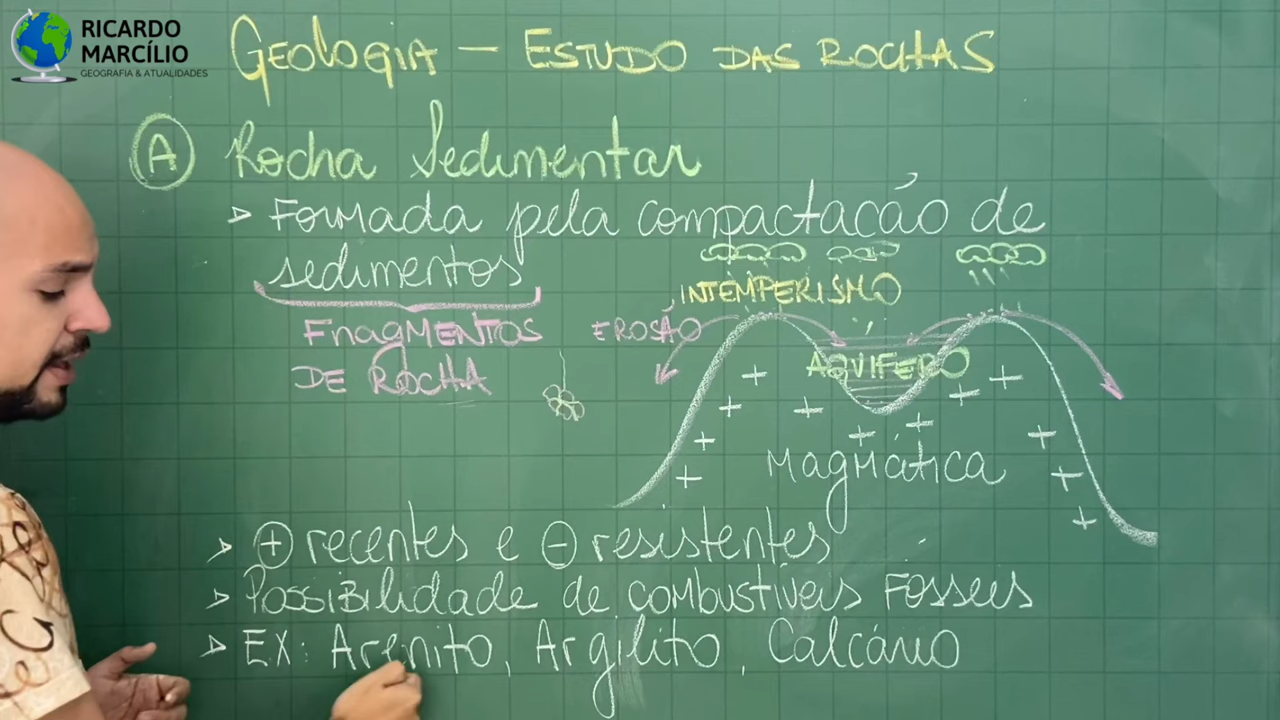 RICARDO
MARCÍLIO
GEOGRAFIA & ATUALIDADES
GEOLOGIA — ESTUDO DAS ROCHAS
A Rocha Sedimentar
➤ Formada pela compactação de
sedimentos
INTEMPERISMO
FRAGMENTOS
DE ROCHA
EROSÃO
AQUÍFERO
+ + + + + + + + + + + +
Magmática
➤ ⊕ recentes e ⊖ resistentes
➤ Possibilidade de combustíveis Fósseis
➤ EX: Arenito, Argilito, Calcário